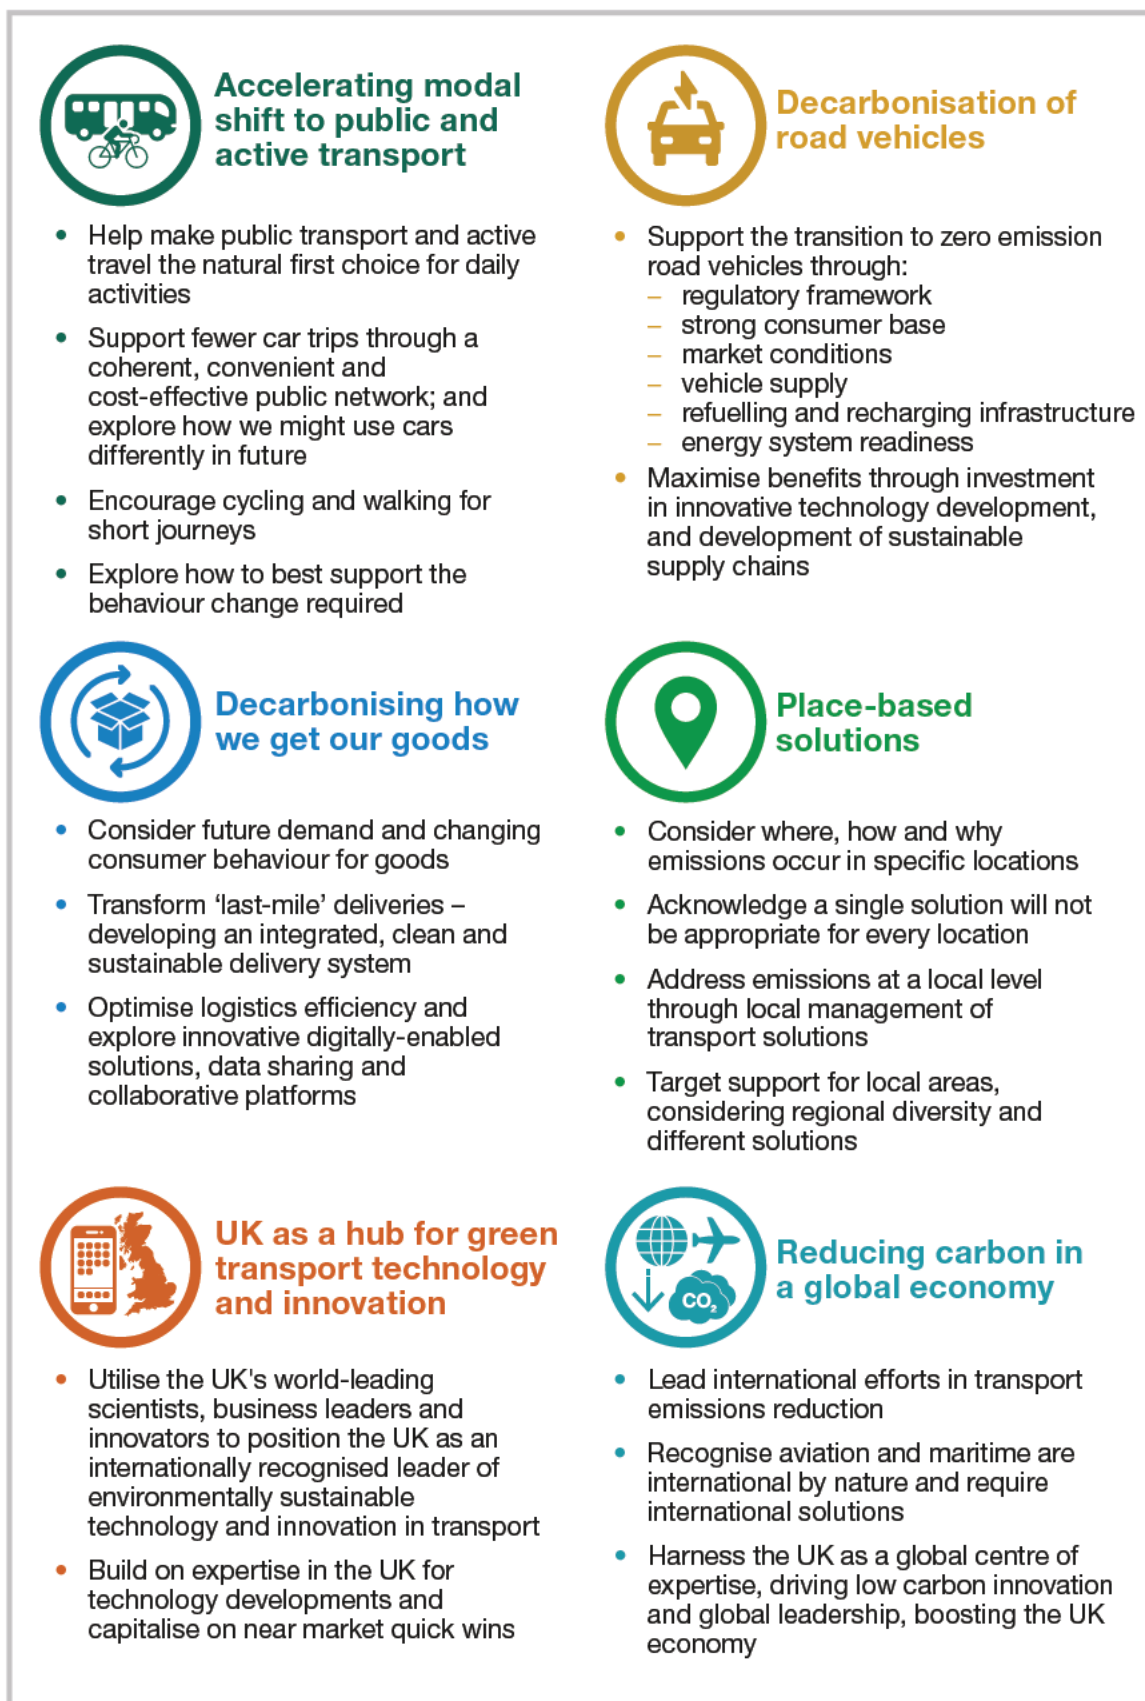 Accelerating modal
shift to public and
active transport
• Help make public transport and active
travel the natural first choice for daily
activities
• Support fewer car trips through a
coherent, convenient and
cost-effective public network; and
explore how we might use cars
differently in future
• Encourage cycling and walking for
short journeys
• Explore how to best support the
behaviour change required
Decarbonisation of
road vehicles
• Support the transition to zero emission
road vehicles through:
– regulatory framework
– strong consumer base
– market conditions
– vehicle supply
– refuelling and recharging infrastructure
– energy system readiness
• Maximise benefits through investment
in innovative technology development,
and development of sustainable
supply chains
Decarbonising how
we get our goods
• Consider future demand and changing
consumer behaviour for goods
• Transform ‘last-mile’ deliveries –
developing an integrated, clean and
sustainable delivery system
• Optimise logistics efficiency and
explore innovative digitally-enabled
solutions, data sharing and
collaborative platforms
Place-based
solutions
• Consider where, how and why
emissions occur in specific locations
• Acknowledge a single solution will not
be appropriate for every location
• Address emissions at a local level
through local management of
transport solutions
• Target support for local areas,
considering regional diversity and
different solutions
UK as a hub for green
transport technology
and innovation
• Utilise the UK's world-leading
scientists, business leaders and
innovators to position the UK as an
internationally recognised leader of
environmentally sustainable
technology and innovation in transport
• Build on expertise in the UK for
technology developments and
capitalise on near market quick wins
CO₂
Reducing carbon in
a global economy
• Lead international efforts in transport
emissions reduction
• Recognise aviation and maritime are
international by nature and require
international solutions
• Harness the UK as a global centre of
expertise, driving low carbon innovation
and global leadership, boosting the UK
economy